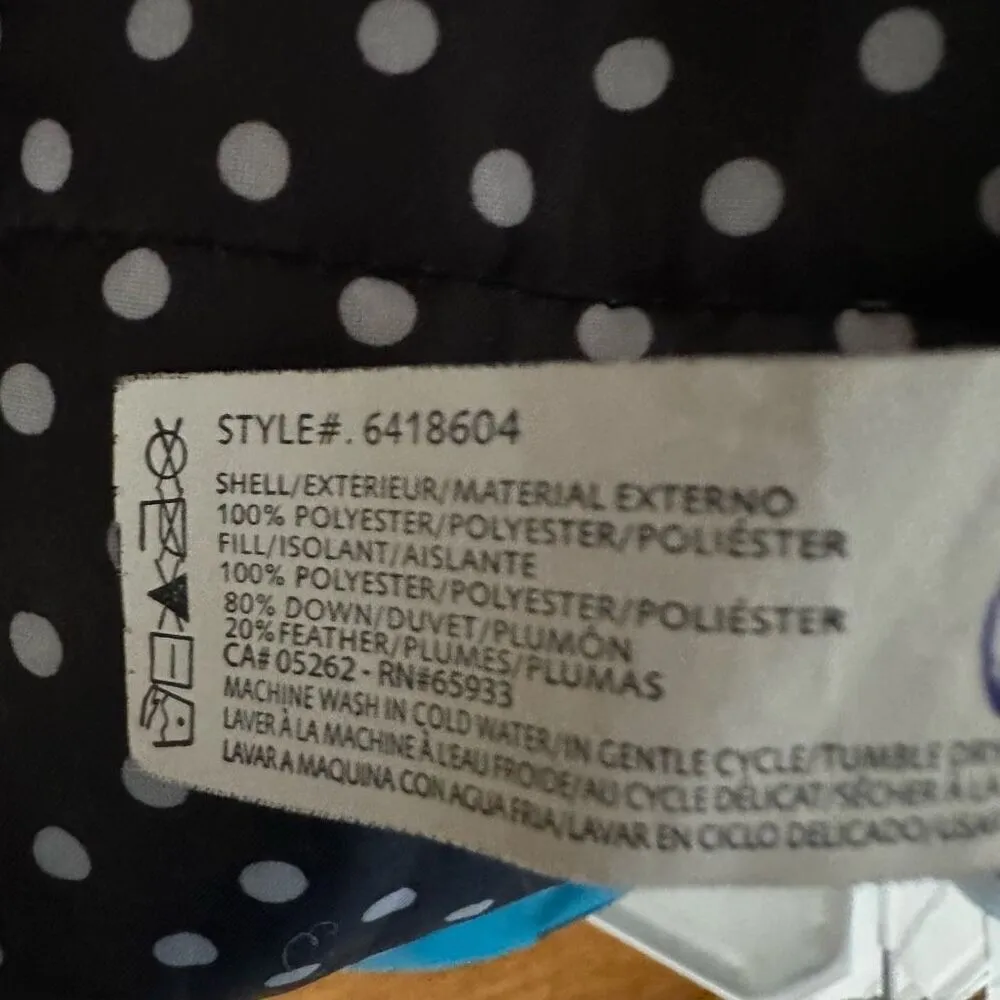 STYLE#. 6418604
SHELL/EXTERIEUR/MATERIAL EXTERNO
100% POLYESTER/POLYESTER/POLIÉSTER
FILL/ISOLANT/AISLANTE
100% POLYESTER/POLYESTER/POLIÉSTER
80% DOWN/DUVET/PLUMÓN
20% FEATHER/PLUMES/PLUMAS
CA# 05262 - RN#65933
MACHINE WASH IN COLD WATER/IN GENTLE CYCLE/TUMBLE DRY
LAVER À LA MACHINE À L'EAU FROIDE/AU CYCLE DÉLICAT/SÉCHER À LA
LAVAR A MAQUINA CON AGUA FRIA/LAVAR EN CICLO DELICADO/